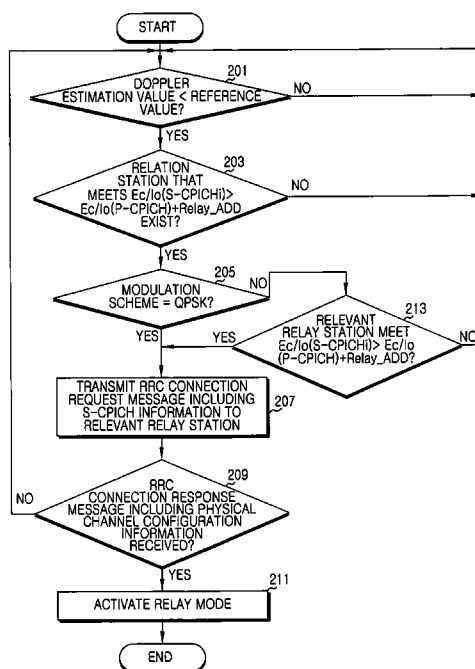 START
201
DOPPLER
ESTIMATION VALUE < REFERENCE
VALUE?
NO
YES
203
RELATION
STATION THAT
MEETS Ec/Io(S-CPICHi)>
Ec/Io(P-CPICH)+Relay_ADD
EXIST?
NO
YES
205
MODULATION
SCHEME = QPSK?
NO
YES
213
RELEVANT
RELAY STATION MEET
Ec/Io(S-CPICHi)> Ec/Io
(P-CPICH)+Relay_ADD?
YES
NO
TRANSMIT RRC CONNECTION
REQUEST MESSAGE INCLUDING
S-CPICH INFORMATION TO
RELEVANT RELAY STATION
207
209
RRC
CONNECTION RESPONSE
MESSAGE INCLUDING PHYSICAL
CHANNEL CONFIGURATION
INFORMATION
RECEIVED?
NO
YES
211
ACTIVATE RELAY MODE
END